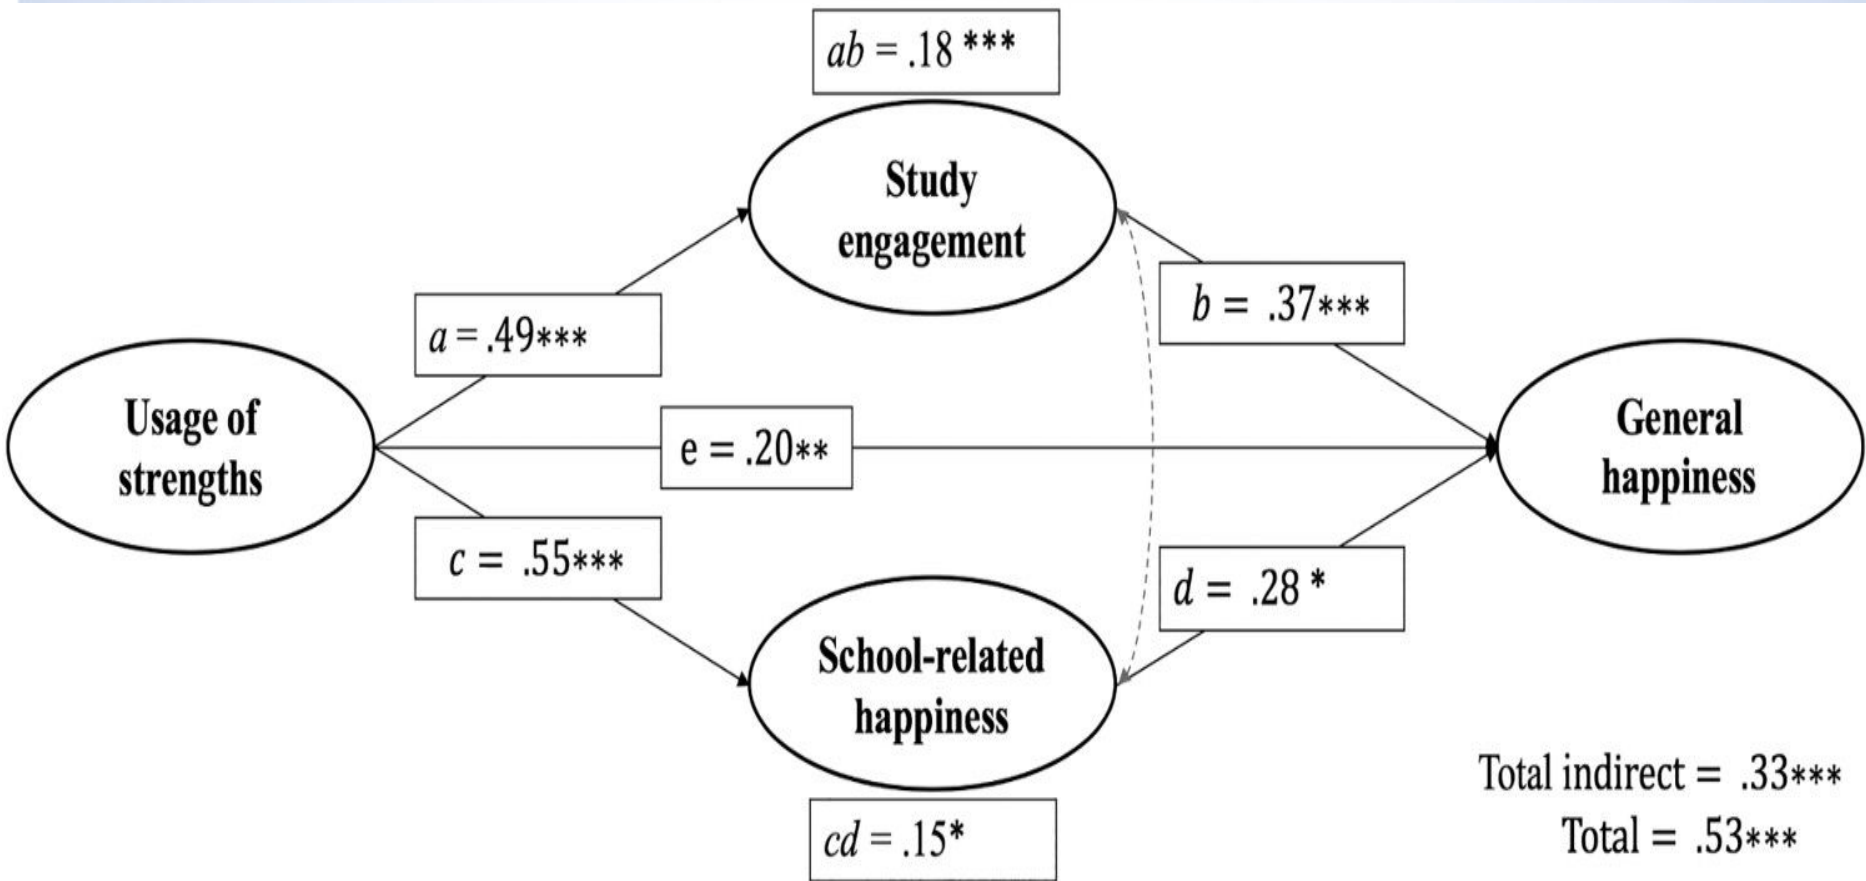 ab = .18 ***
Study
engagement
a = .49***
b = .37***
Usage of
strengths
e = .20**
General
happiness
c = .55***
d = .28 *
School-related
happiness
cd = .15*
Total indirect = .33***
Total = .53***